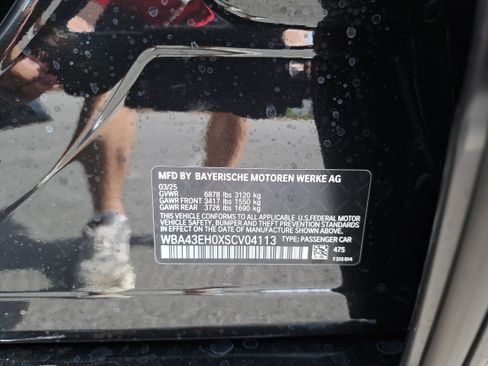 MFD BY BAYERISCHE MOTOREN WERKE AG
03/25
GVWR 6878 lbs 3120 kg
GAWR FRONT 3417 lbs 1550 kg
GAWR REAR 3726 lbs 1690 kg
THIS VEHICLE CONFORMS TO ALL APPLICABLE U.S.FEDERAL MOTOR
VEHICLE SAFETY, BUMPER, AND THEFT PREVENTION STANDARDS
IN EFFECT ON THE DATE OF MANUFACTURE SHOWN ABOVE.
WBA43EH0XSCV04113 TYPE: PASSENGER CAR
475